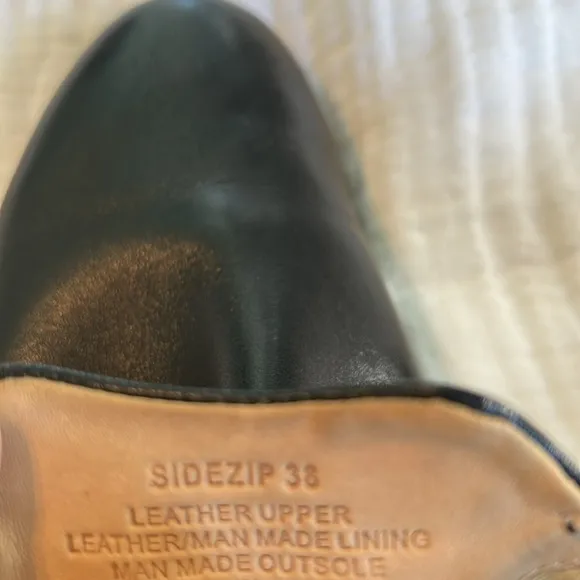 SIDEZIP 38
LEATHER UPPER
LEATHER/MAN MADE LINING
MAN MADE OUTSOLE